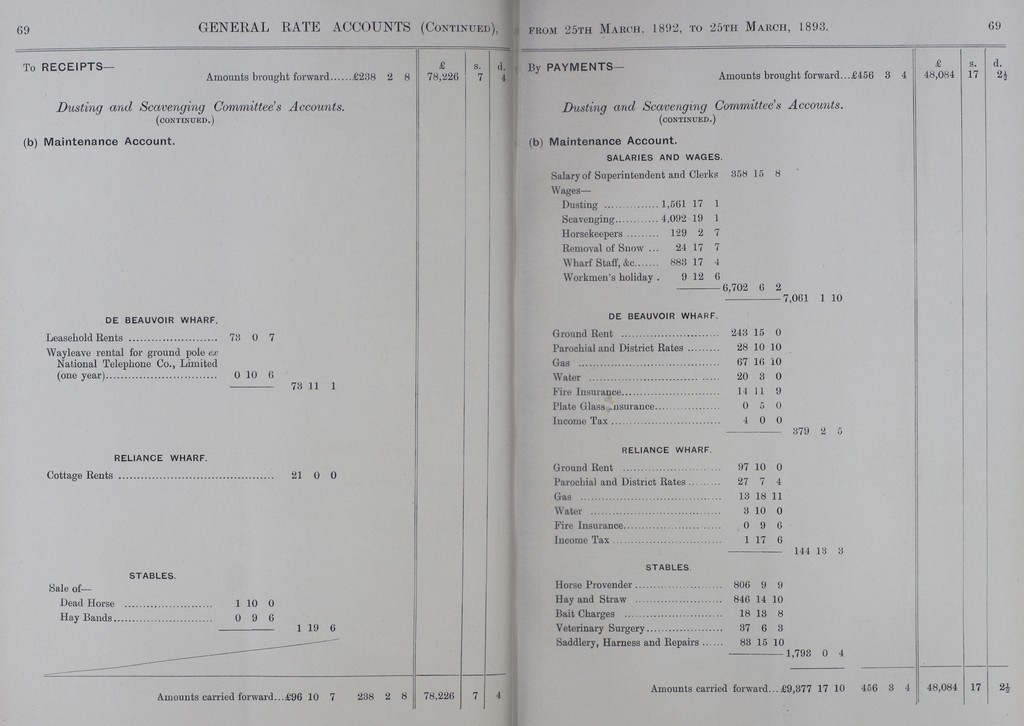 69 GENERAL RATE ACCOUNTS (CONTINUED),
£ s. d.
To RECEIPTS—
Amounts brought forward......£238 2 8 78,226 7 4
Dusting and Scavenging Committee's Accounts.
(CONTINUED.)
(b) Maintenance Account.
DE BEAUVOIR WHARF.
Leasehold Rents ........................ 73 0 7
Wayleave rental for ground pole ex
National Telephone Co., Limited
(one year).............................. 0 10 6
73 11 1
RELIANCE WHARF.
Cottage Rents .......................................... 21 0 0
STABLES.
Sale of—
Dead Horse ........................ 1 10 0
Hay Bands........................... 0 9 6
1 19 6
Amounts carried forward...£96 10 7 238 2 8 78,226 7 4
FROM 25TH MARCH, 1892, TO 25TH MARCH, 1893. 69
£ s. d.
By PAYMENTS—
Amounts brought forward...£456 3 4 48,084 17 2½
Dusting and Scavenging Committee's Accounts.
(CONTINUED.)
(b) Maintenance Account.
SALARIES AND WAGES.
Salary of Superintendent and Clerks 358 15 8
Wages—
Dusting ............... 1,561 17 1
Scavenging............ 4,092 19 1
Horsekeepers ......... 129 2 7
Removal of Snow ... 24 17 7
Wharf Staff, &c....... 883 17 4
Workmen's holiday . 9 12 6
6,702 6 2
7,061 1 10
DE BEAUVOIR WHARF.
Ground Rent ........................... 243 15 0
Parochial and District Rates ......... 28 10 10
Gas ....................................... 67 16 10
Water .................................... 20 3 0
Fire Insurance........................... 14 11 9
Plate Glass Insurance.................. 0 5 0
Income Tax .............................. 4 0 0
379 2 5
RELIANCE WHARF.
Ground Rent ........................... 97 10 0
Parochial and District Rates ......... 27 7 4
Gas ....................................... 13 18 11
Water .................................... 3 10 0
Fire Insurance........................... 0 9 6
Income Tax .............................. 1 17 6
144 13 3
STABLES
Horse Provender ........................ 806 9 9
Hay and Straw ........................ 846 14 10
Bait Charges ........................... 18 13 8
Veterinary Surgery..................... 37 6 3
Saddlery, Harness and Repairs ...... 83 15 10
1,793 0 4
Amounts carried forward...£9,377 17 10 456 3 4 48,084 17 2½